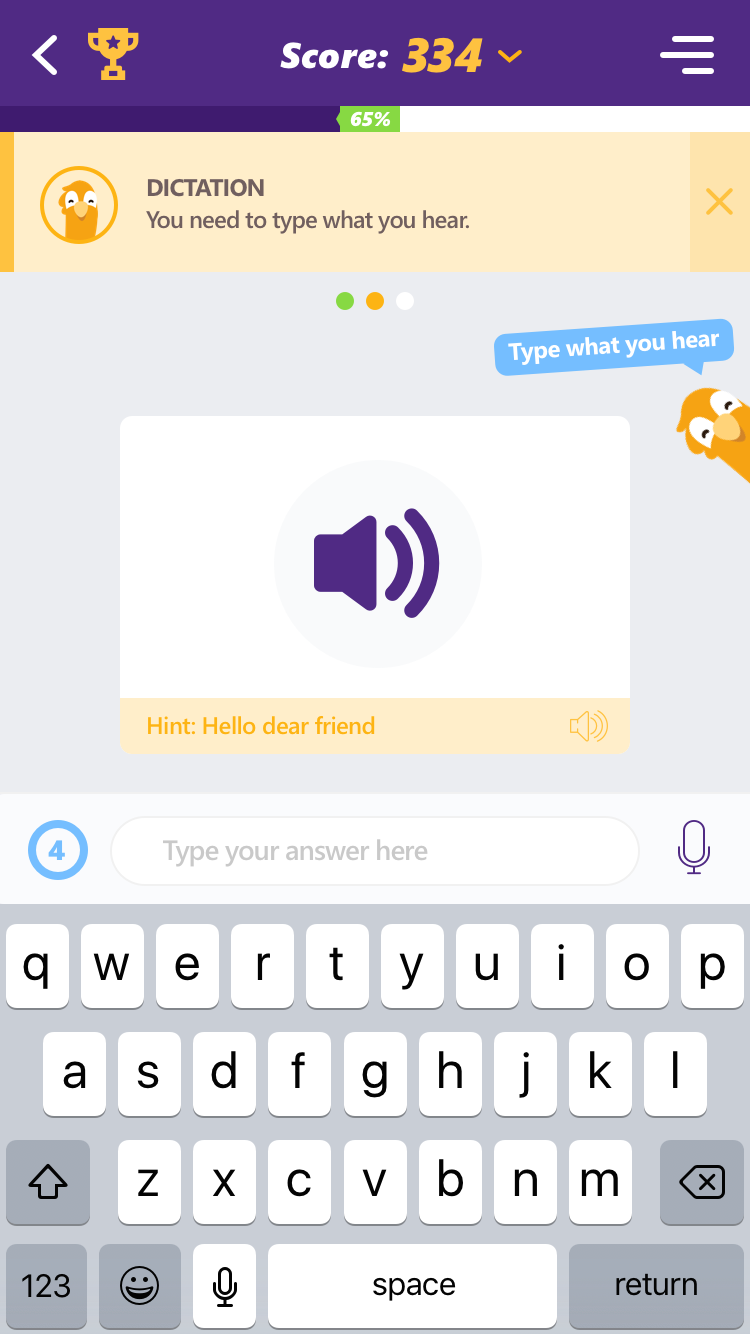 Score: 334
65%
DICTATION
You need to type what you hear.
Type what you hear
Hint: Hello dear friend
4
Type your answer here
q w e r t y u i o p
a s d f g h j k l
z x c v b n m
123 space return